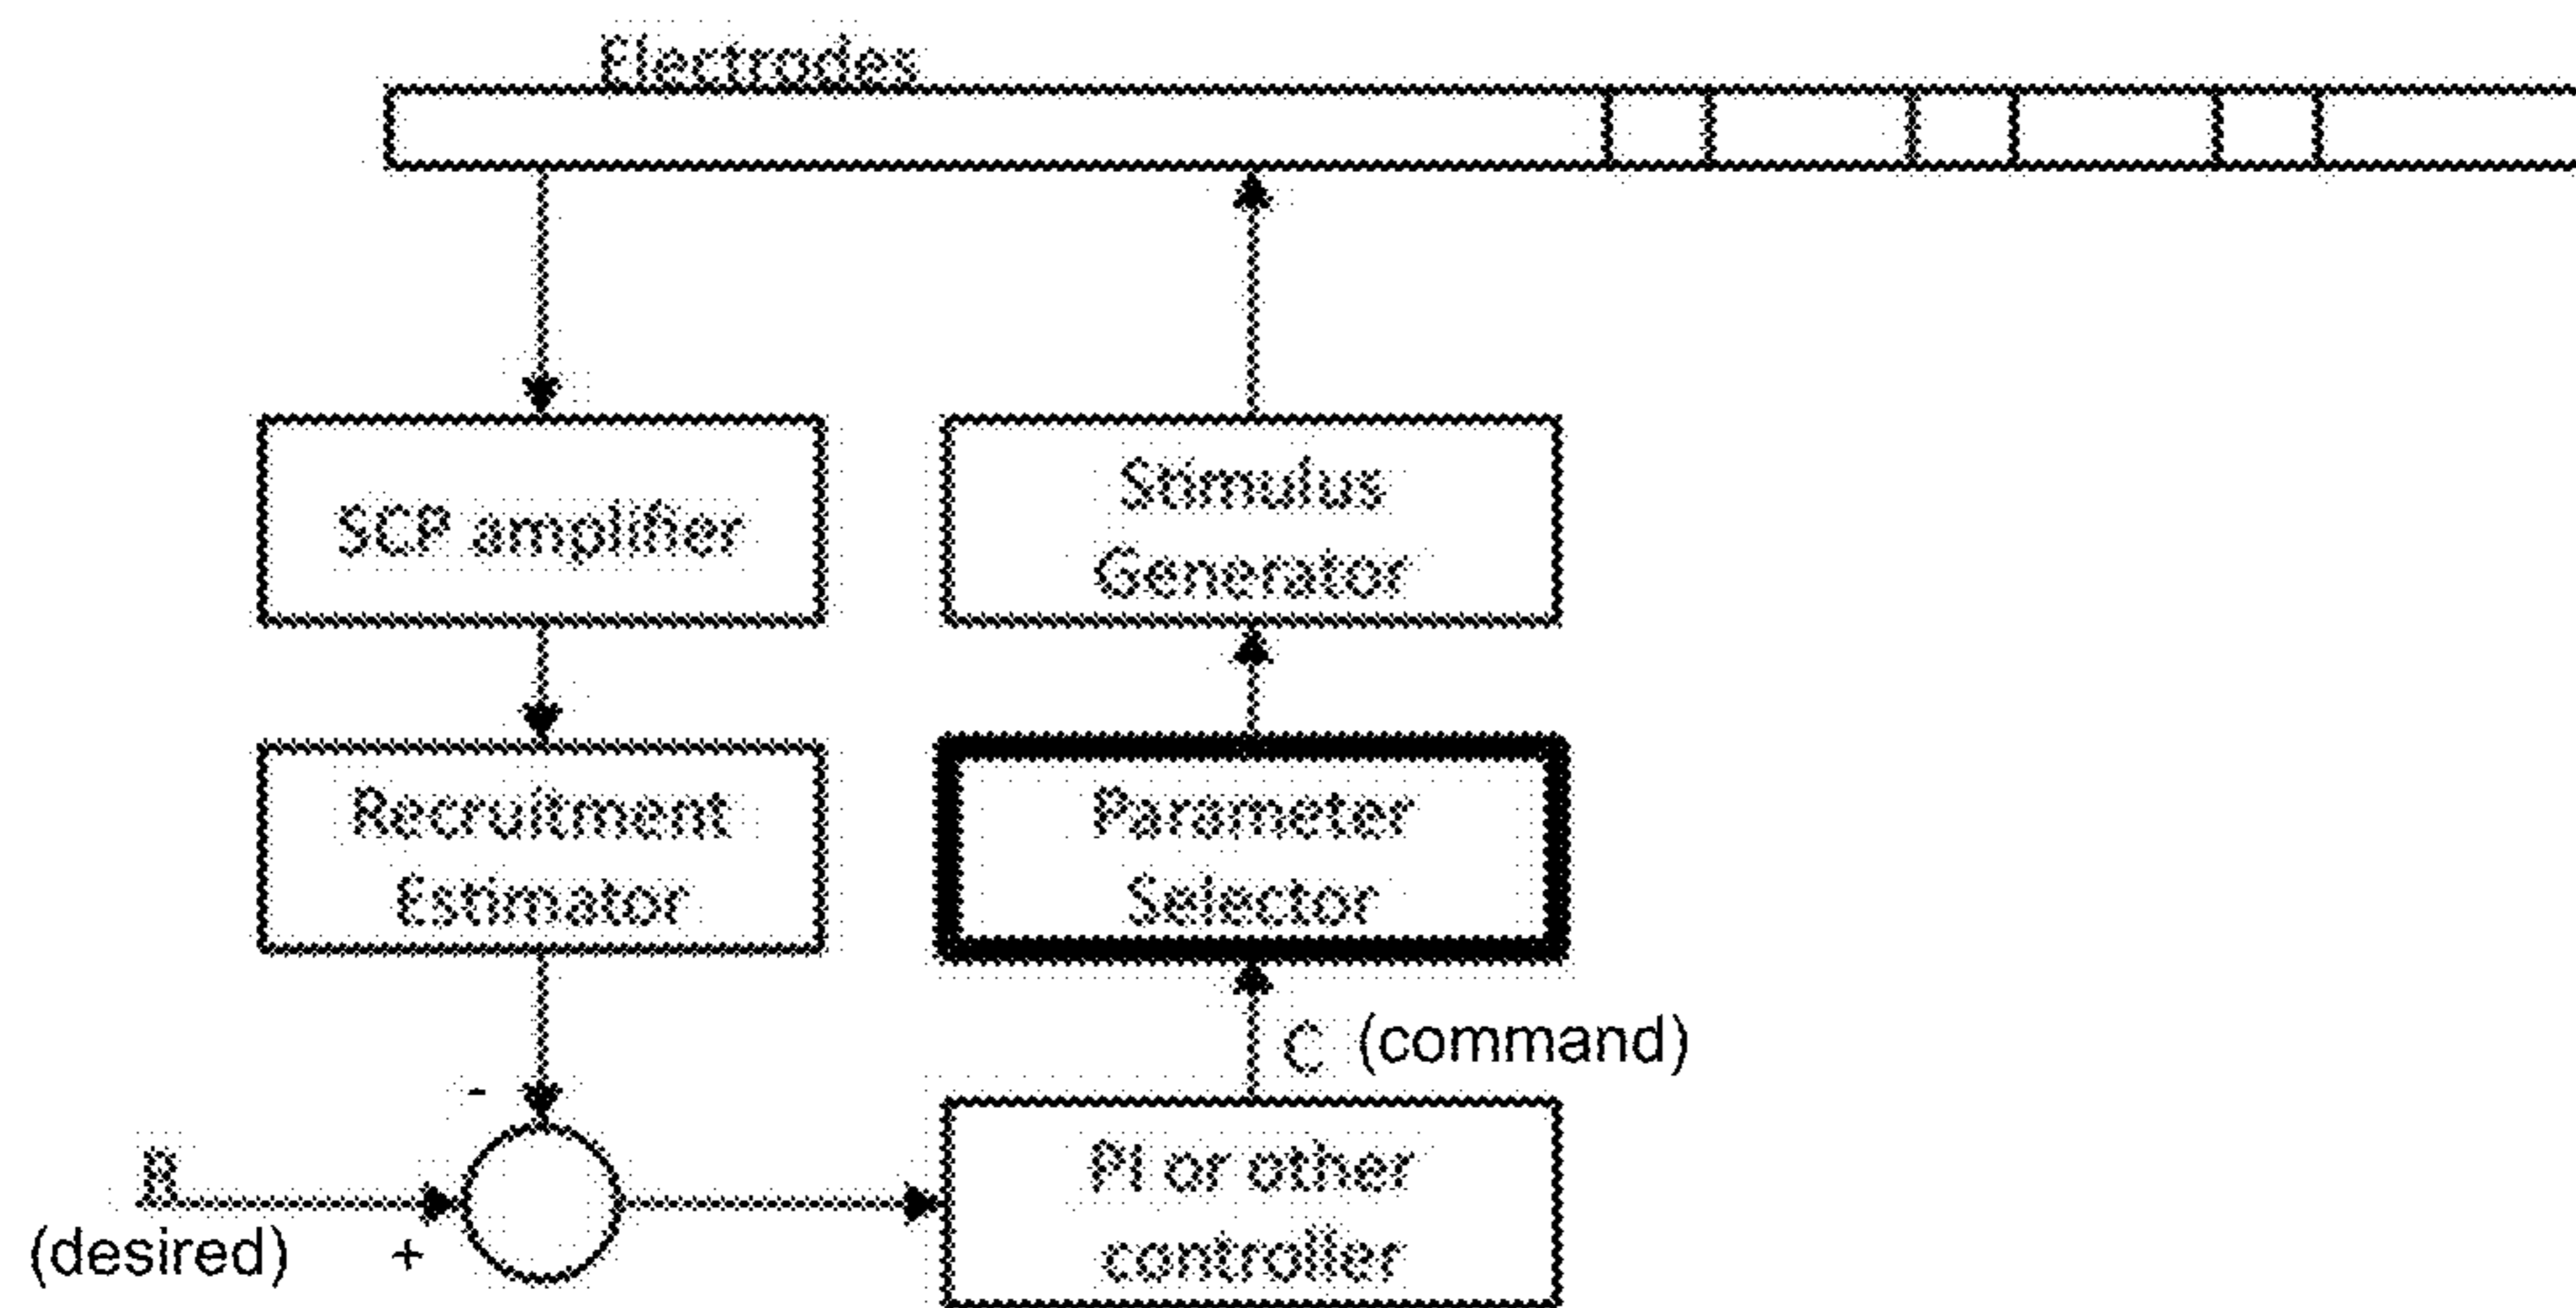 Electrodes
SCP amplifier
Stimulus
Generator
Recruitment
Estimator
Parameter
Selector
C (command)
-
R
(desired)
+
PI or other
controller